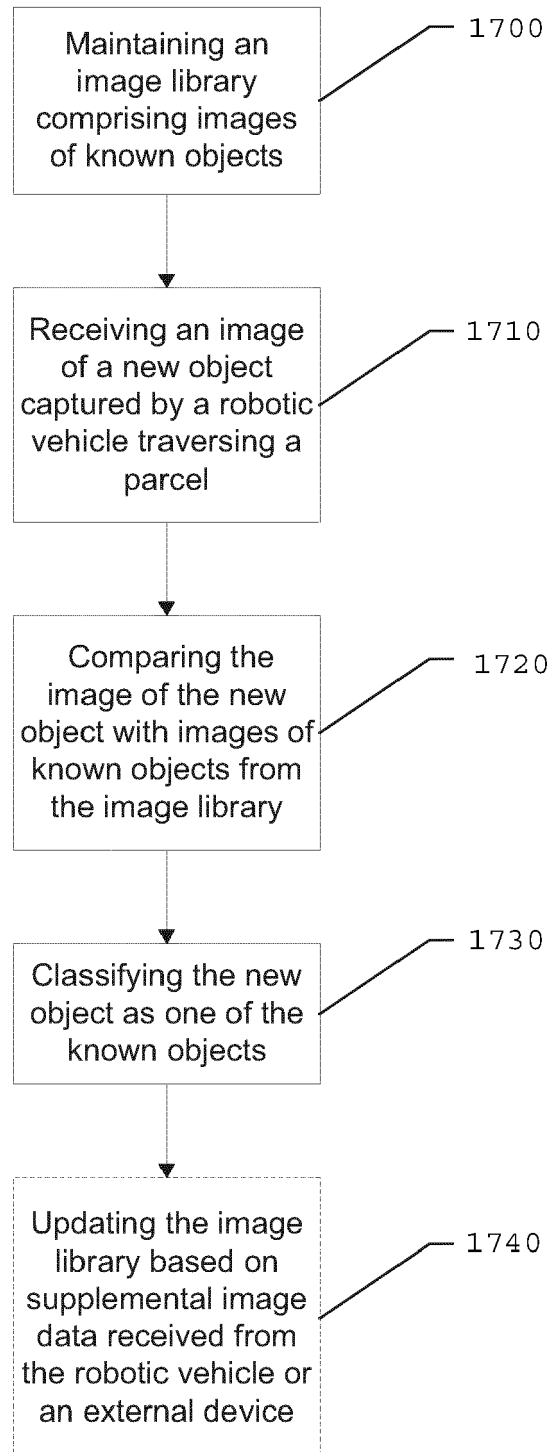 Maintaining an
image library
comprising images
of known objects
1700
Receiving an image
of a new object
captured by a robotic
vehicle traversing a
parcel
1710
Comparing the
image of the new
object with images of
known objects from
the image library
1720
Classifying the new
object as one of the
known objects
1730
Updating the image
library based on
supplemental image
data received from
the robotic vehicle or
an external device
1740